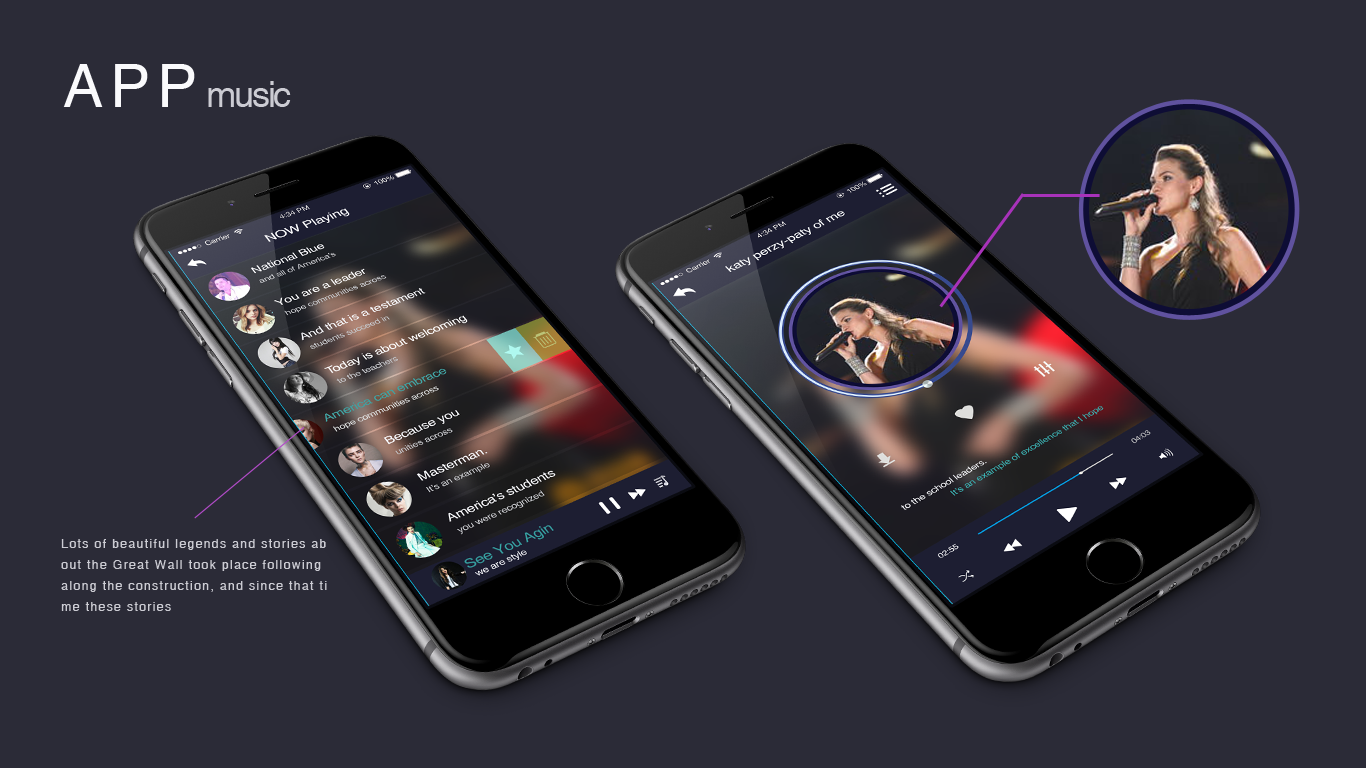 APP music
4:34 PM
100%
Carrier
NOW Playing
National Blue
and all of America's
You are a leader
hope communities across
And that is a testament
students succeed in
Today is about welcoming
to the teachers
America can embrace
hope communities across
Because you
unities across
Masterman.
It's an example
America's students
you were recognized
See You Agin
we are style
Lots of beautiful legends and stories ab
out the Great Wall took place following
along the construction, and since that ti
me these stories
4:34 PM
100%
Carrier
katy perzy-paty of me
to the school leaders.
It's an example of excellence that I hope
02:55
04:03